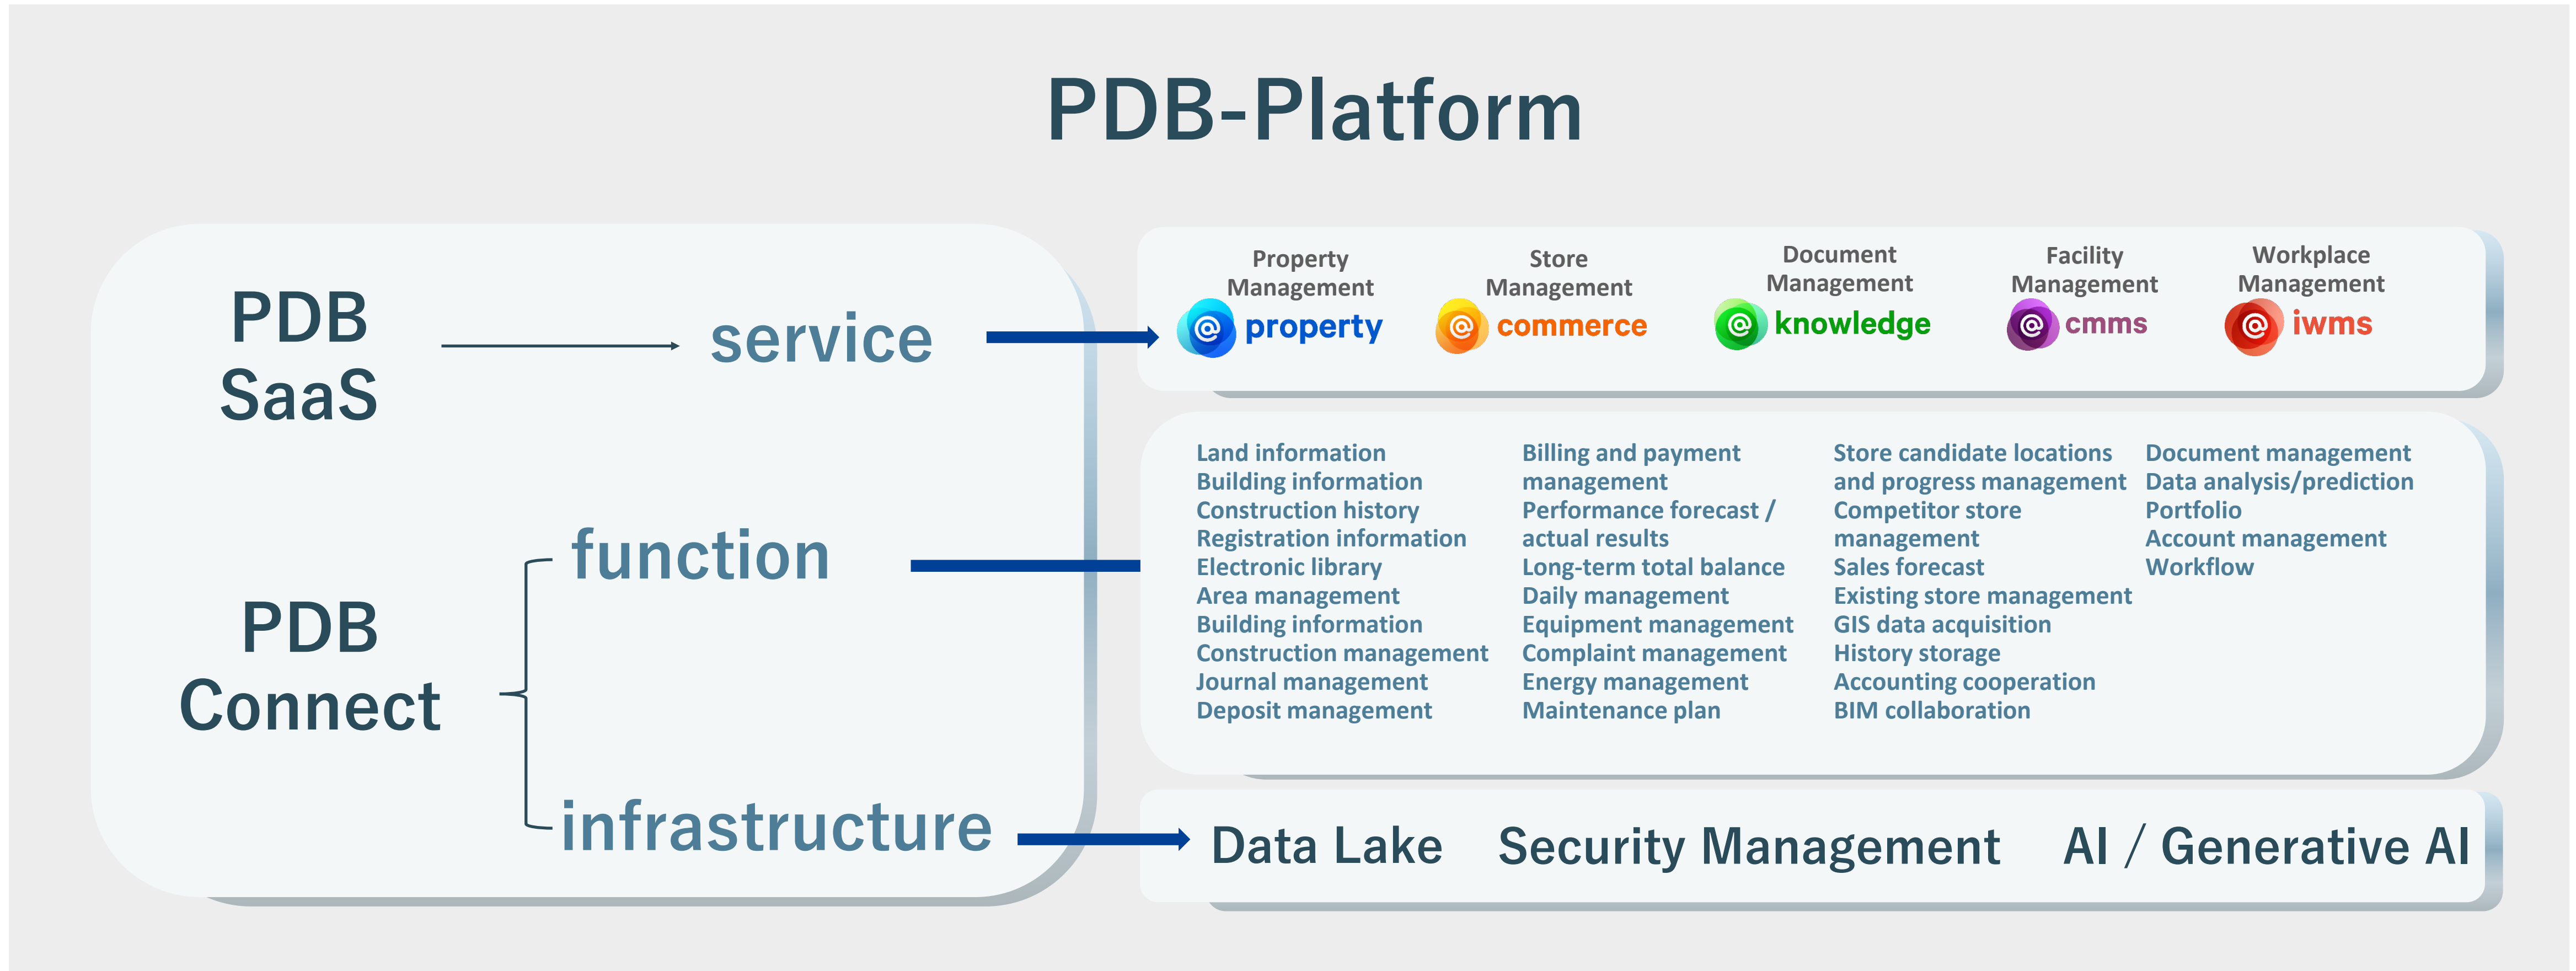 PDB-Platform
PDB
SaaS
service
Property
Management
@ property
Store
Management
@ commerce
Document
Management
@ knowledge
Facility
Management
@ cmms
Workplace
Management
@ iwms
PDB
Connect
function
Land information
Building information
Construction history
Registration information
Electronic library
Area management
Building information
Construction management
Journal management
Deposit management
Billing and payment
management
Performance forecast /
actual results
Long-term total balance
Daily management
Equipment management
Complaint management
Energy management
Maintenance plan
Store candidate locations
and progress management
Competitor store
management
Sales forecast
Existing store management
GIS data acquisition
History storage
Accounting cooperation
BIM collaboration
Document management
Data analysis/prediction
Portfolio
Account management
Workflow
infrastructure
Data Lake
Security Management
AI / Generative AI